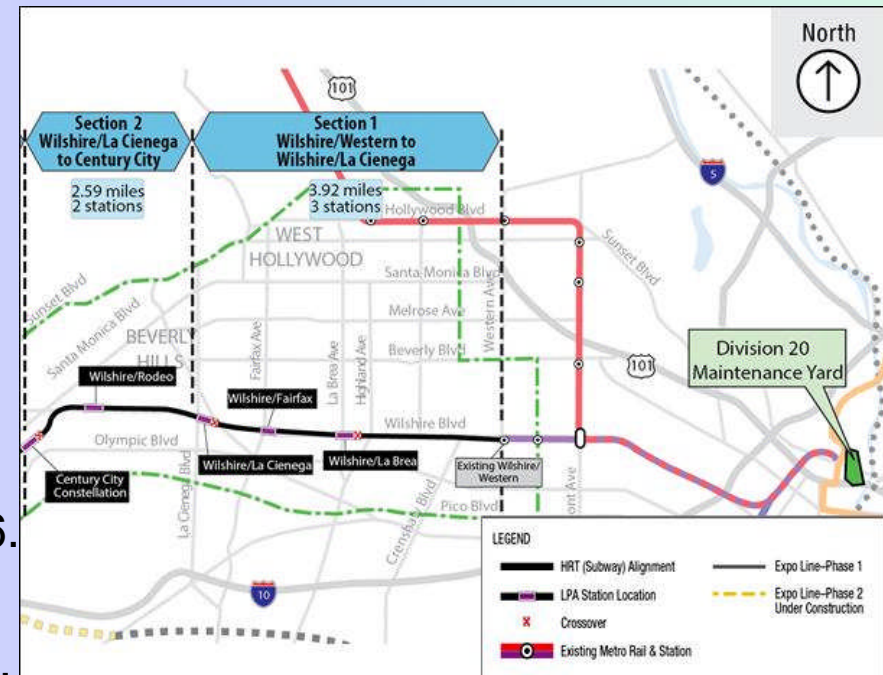 North
101
Section 2
Wilshire/La Cienega
to Century City
Section 1
Wilshire/Western to
Wilshire/La Cienega
5
2.59 miles
2 stations
3.92 miles
3 stations
Hollywood Blvd
WEST
HOLLYWOOD
Sunset Blvd
Santa Monica Blvd
Sunset Blvd
Santa Monica Blvd
Melrose Ave
Western Ave
BEVERLY
HILLS
Fairfax Ave
La Brea Ave
Highland Ave
Beverly Blvd
101
Division 20
Maintenance Yard
Wilshire/Rodeo
Wilshire/Fairfax
Wilshire Blvd
Olympic Blvd
Wilshire/La Cienega
Wilshire/La Brea
Existing Wilshire/
Western
ont Ave
Century City
Constellation
La Cienega Blvd
Crenshaw Blvd
Pico Blvd
6.
10
LEGEND
HRT (Subway) Alignment
LPA Station Location
Crossover
Existing Metro Rail & Station
Expo Line–Phase 1
Expo Line–Phase 2
Under Construction